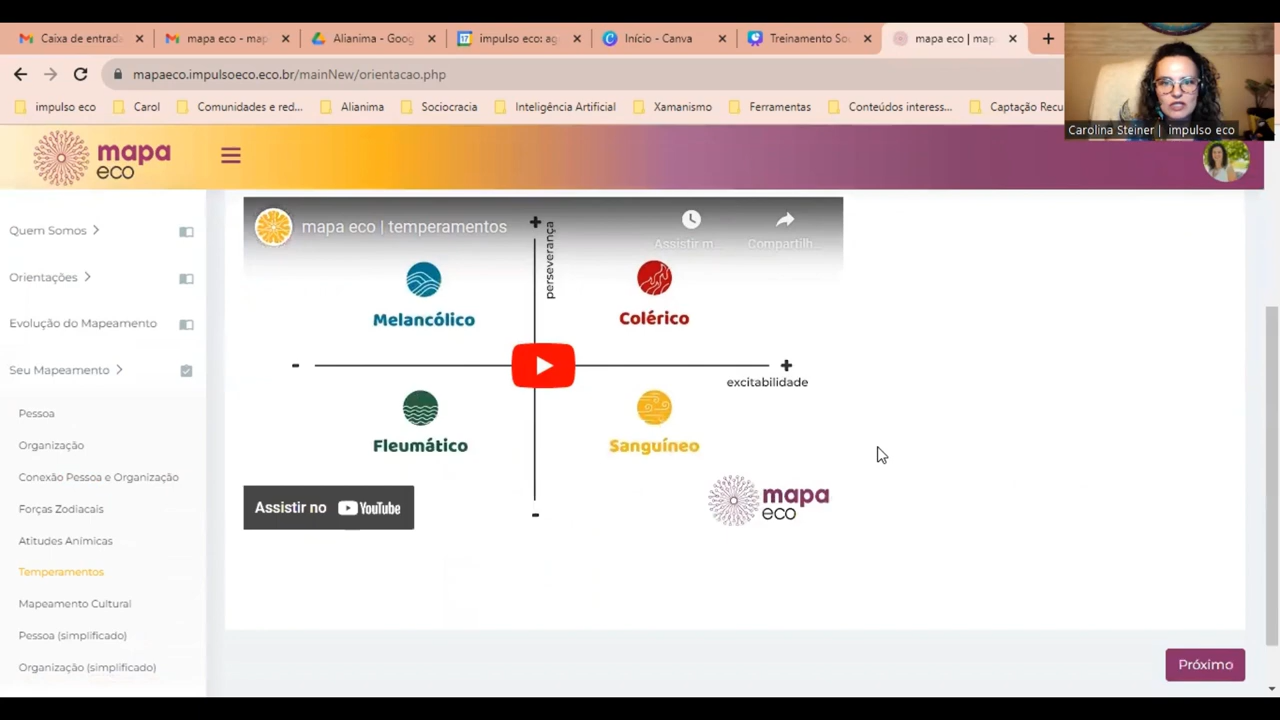 Caixa de entrada
mapa eco - map
Alianima - Goog
impulso eco: ag
Início - Canva
Treinamento So
mapa eco | map
mapaeco.impulsoeco.eco.br/mainNew/orientacao.php
impulso eco
Carol
Comunidades e red...
Alianima
Sociocracia
Inteligência Artificial
Xamanismo
Ferramentas
Conteúdos interess...
Captação Recu
Carolina Steiner | impulso eco
mapa
eco
mapa eco | temperamentos
Assistir m...
Compartilh...
+
perseverança
Melancólico
Colérico
-
+
excitabilidade
Fleumático
Sanguíneo
-
Assistir no YouTube
mapa
eco
Quem Somos
Orientações
Evolução do Mapeamento
Seu Mapeamento
Pessoa
Organização
Conexão Pessoa e Organização
Forças Zodiacais
Atitudes Anímicas
Temperamentos
Mapeamento Cultural
Pessoa (simplificado)
Organização (simplificado)
Próximo